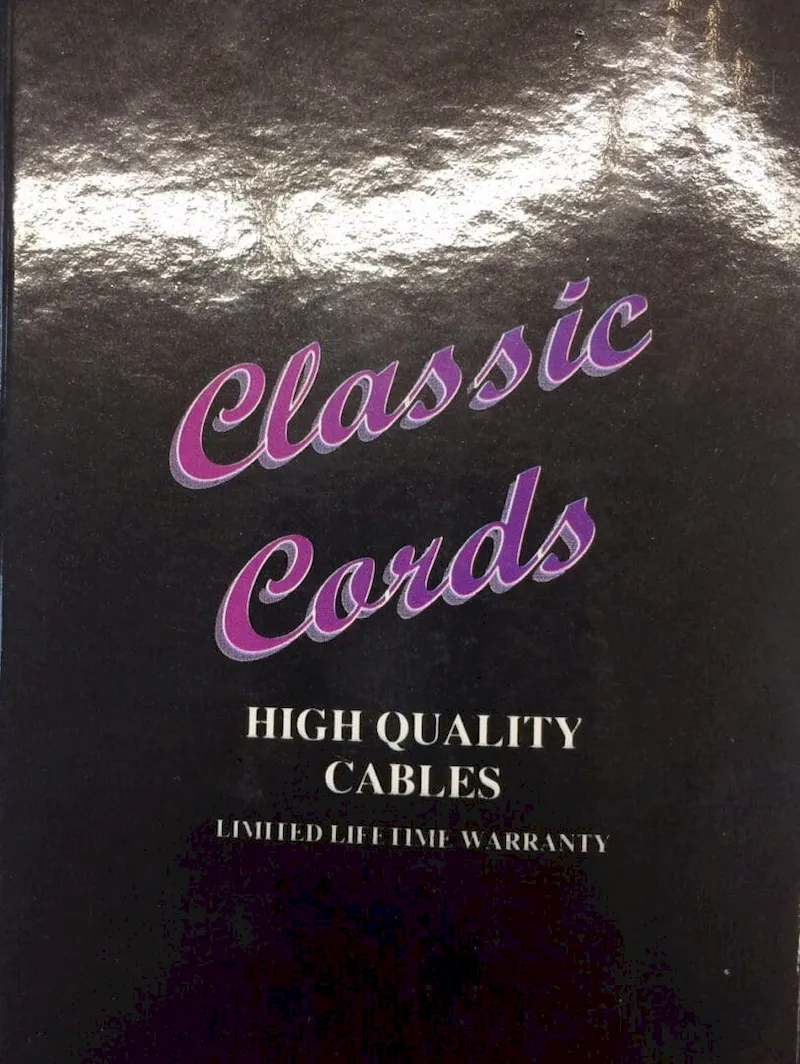 Classic
Cords
HIGH QUALITY
CABLES
LIMITED LIFETIME WARRANTY